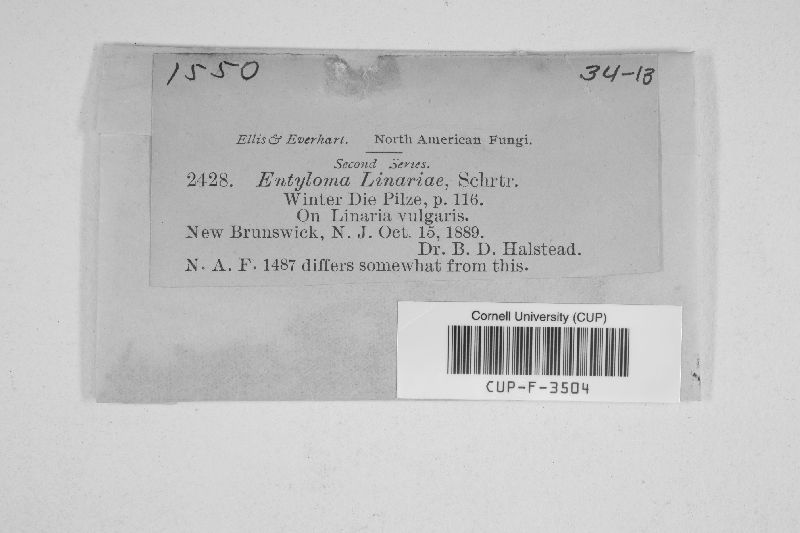 1550 34-13
Ellis & Everhart. North American Fungi.
Second Series.
2428. Entyloma Linariae, Schrtr.
Winter Die Pilze, p. 116.
On Linaria vulgaris.
New Brunswick, N. J. Oct. 15, 1889.
Dr. B. D. Halstead.
N. A. F. 1487 differs somewhat from this.
Cornell University (CUP)
CUP-F-3504